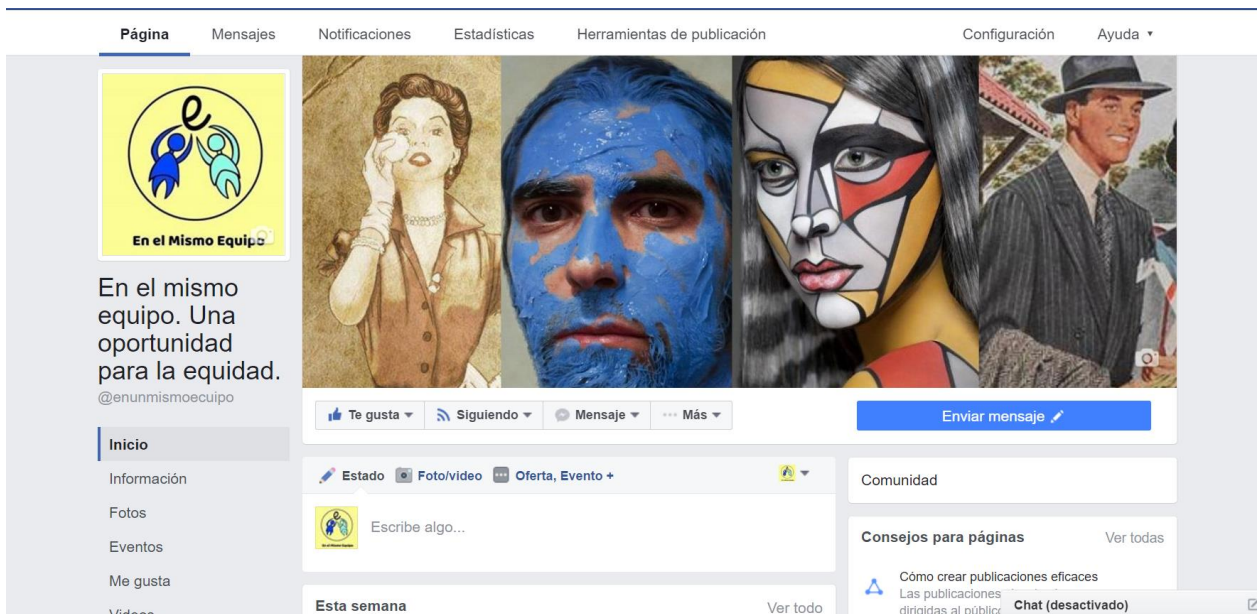 Página Mensajes Notificaciones Estadísticas Herramientas de publicación Configuración Ayuda
e
En el Mismo Equipo
En el mismo
equipo. Una
oportunidad
para la equidad.
@enunmismoecuipo
Inicio
Información
Fotos
Eventos
Me gusta
Videos
Te gusta Siguiendo Mensaje Más
Enviar mensaje
Estado Foto/video Oferta, Evento +
Escribe algo...
Esta semana Ver todo
Comunidad
Consejos para páginas Ver todas
Cómo crear publicaciones eficaces
Las publicaciones
dirigidas al público
Chat (desactivado)